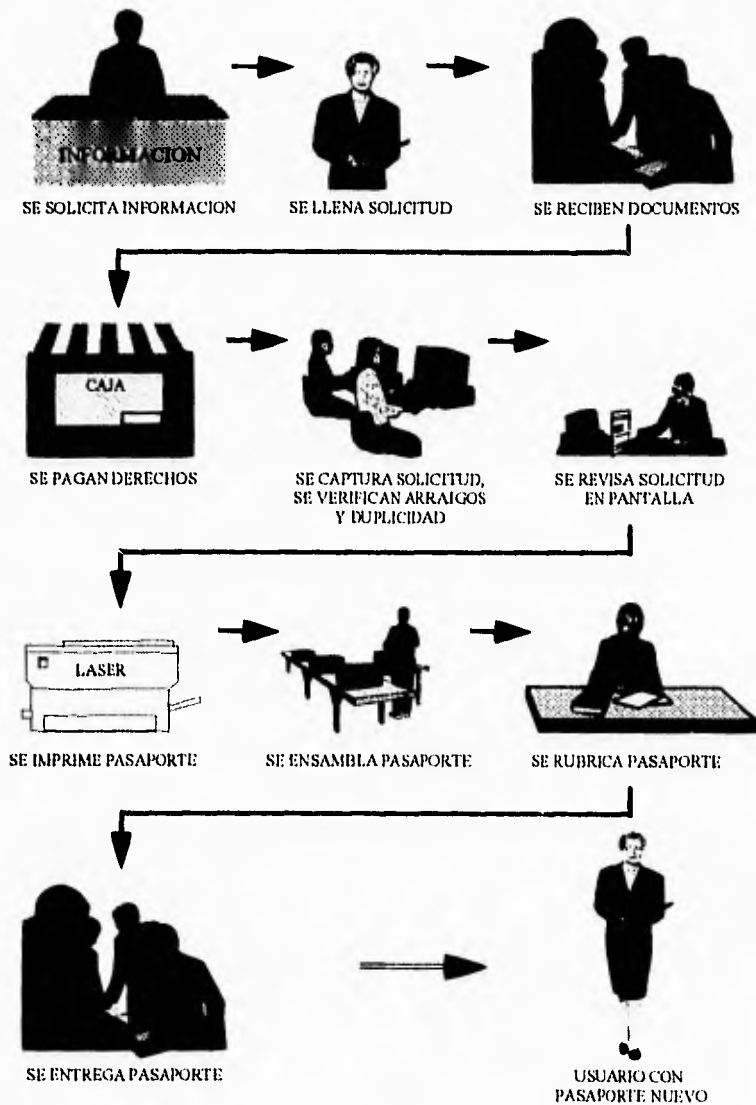 INFORMACION
SE SOLICITA INFORMACION
SE LLENA SOLICITUD
SE RECIBEN DOCUMENTOS
CAJA
SE PAGAN DERECHOS
SE CAPTURA SOLICITUD,
SE VERIFICAN ARRAIGOS
Y DUPLICIDAD
SE REVISA SOLICITUD
EN PANTALLA
LASER
SE IMPRIME PASAPORTE
SE ENSAMBLA PASAPORTE
SE RUBRICA PASAPORTE
SE ENTREGA PASAPORTE
USUARIO CON
PASAPORTE NUEVO